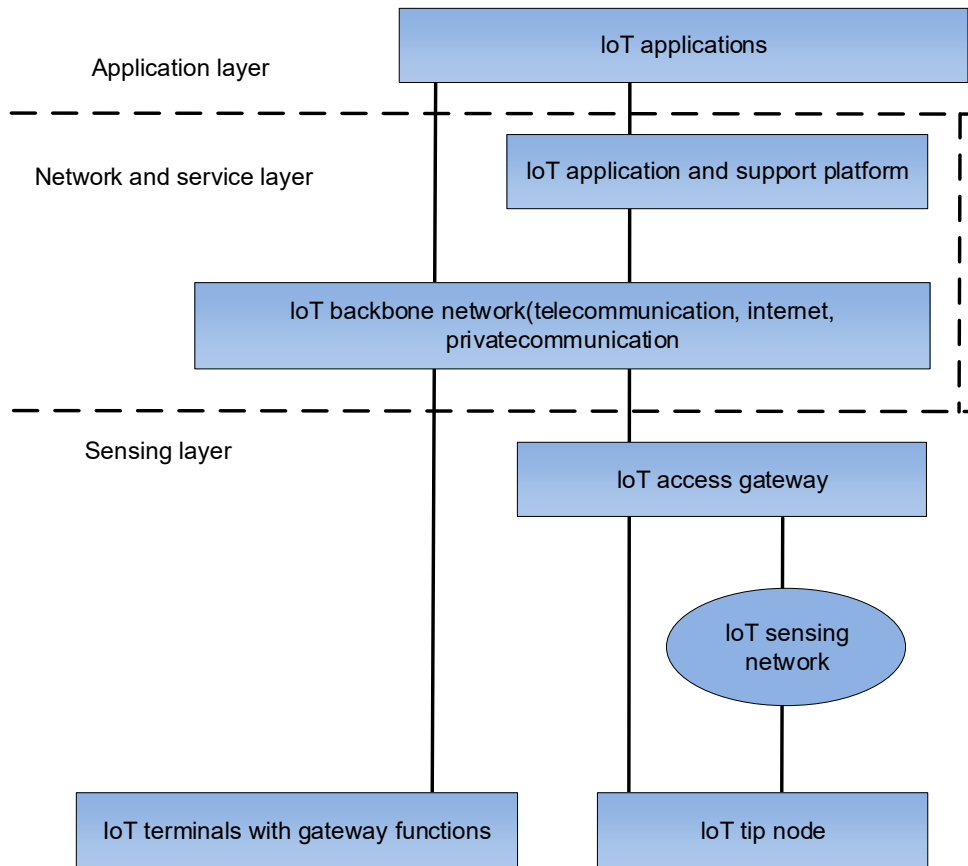 IoT applications
Application layer
Network and service layer
IoT application and support platform
IoT backbone network(telecommunication, internet,
privatecommunication
Sensing layer
IoT access gateway
IoT sensing
network
IoT terminals with gateway functions
IoT tip node